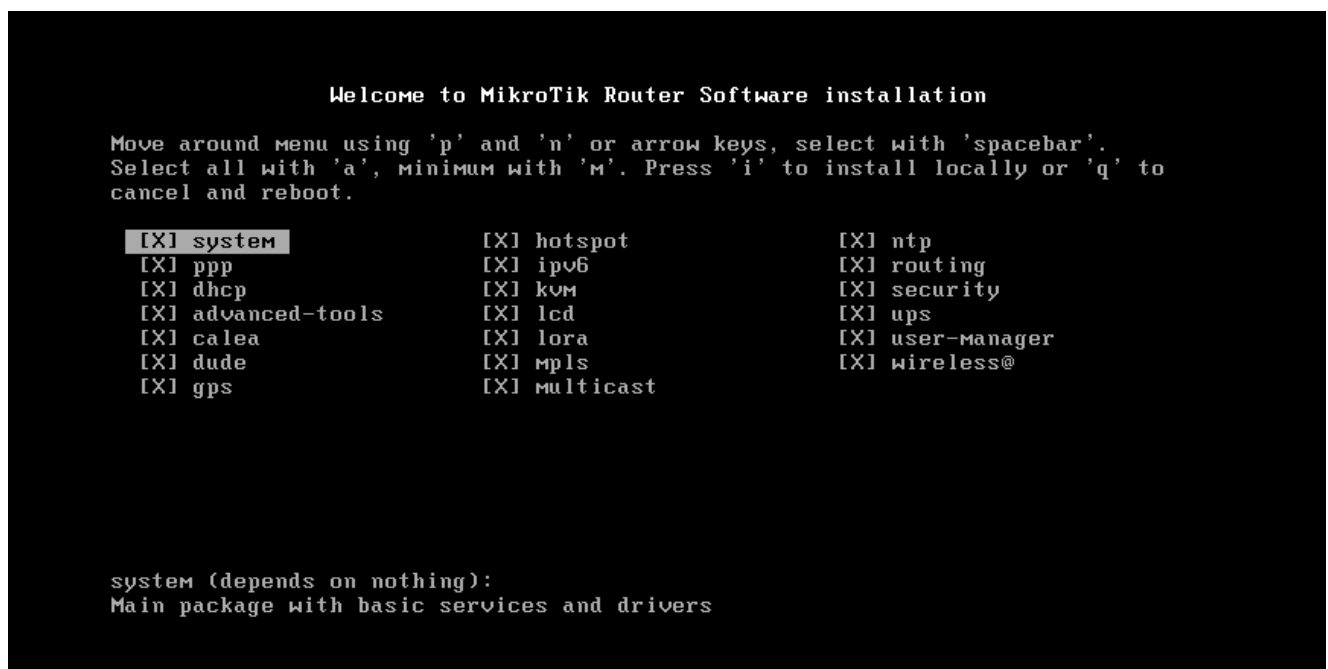 Welcome to MikroTik Router Software installation
Move around menu using 'p' and 'n' or arrow keys, select with 'spacebar'.
Select all with 'a', minimum with 'm'. Press 'i' to install locally or 'q' to
cancel and reboot.
[X] system [X] hotspot [X] ntp
[X] ppp [X] ipv6 [X] routing
[X] dhcp [X] kvm [X] security
[X] advanced-tools [X] lcd [X] ups
[X] calea [X] lora [X] user-manager
[X] dude [X] mpls [X] wireless@
[X] gps [X] multicast
system (depends on nothing):
Main package with basic services and drivers